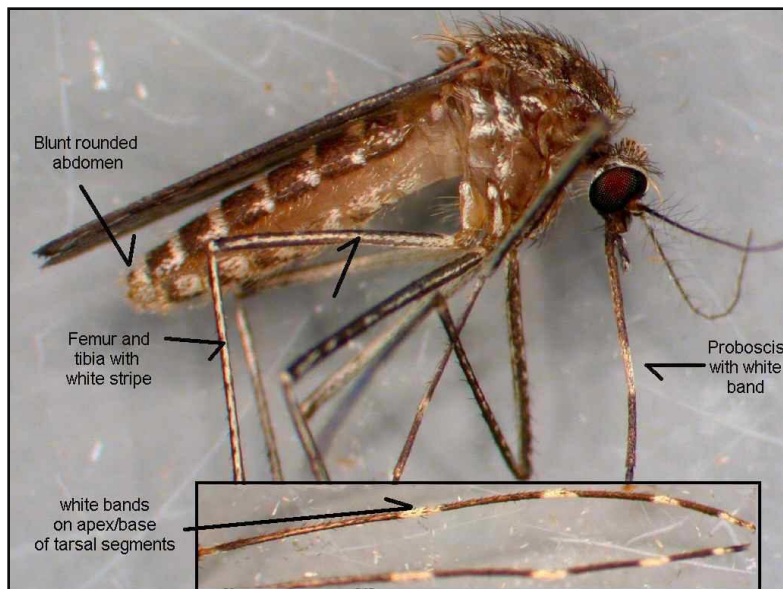 Blunt rounded
abdomen
Femur and
tibia with
white stripe
Proboscis
with white
band
white bands
on apex/base
of tarsal segments